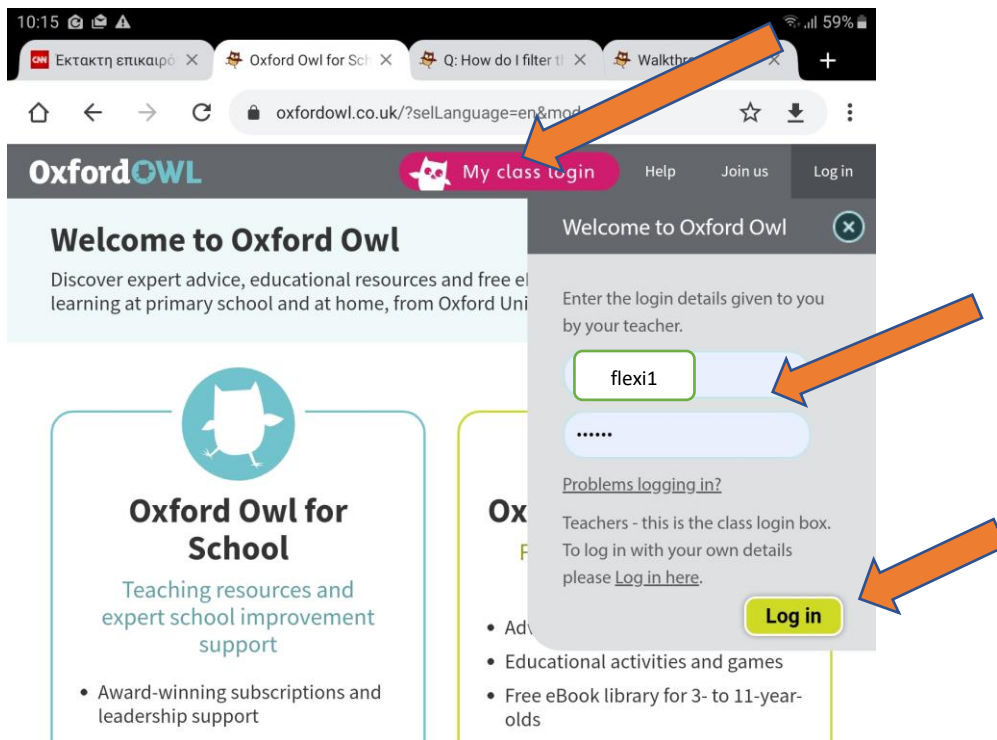 10:15 59%
Έκτακτη επικαιρό Oxford Owl for Sch Q: How do I filter th Walkthr
oxfordowl.co.uk/?selLanguage=en&mod
OxfordOWL My class login Help Join us Log in
Welcome to Oxford Owl
Discover expert advice, educational resources and free el
learning at primary school and at home, from Oxford Uni
Welcome to Oxford Owl
Enter the login details given to you
by your teacher.
flexi1
••••••
Problems logging in?
Teachers - this is the class login box.
To log in with your own details
please Log in here.
Log in
Oxford Owl for
School
Teaching resources and
expert school improvement
support
• Award-winning subscriptions and
leadership support
Ox
F
• Adv
• Educational activities and games
• Free eBook library for 3- to 11-year-
olds